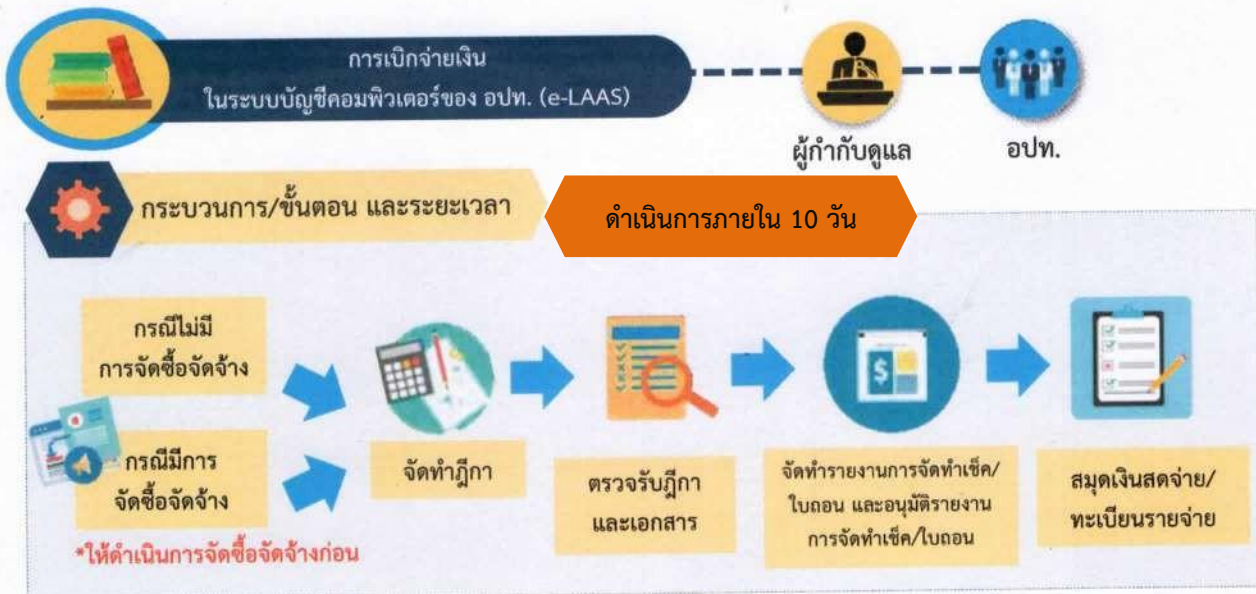 การเบิกจ่ายเงิน
ในระบบบัญชีคอมพิวเตอร์ของ อปท. (e-LAAS)
ผู้กำกับดูแล
อปท.
กระบวนการ/ขั้นตอน และระยะเวลา
ดำเนินการภายใน 10 วัน
กรณีไม่มี
การจัดซื้อจัดจ้าง
กรณีมีการ
จัดซื้อจัดจ้าง
*ให้ดำเนินการจัดซื้อจัดจ้างก่อน
จัดทำฎีกา
ตรวจรับฎีกา
และเอกสาร
จัดทำรายงานการจัดทำเช็ค/
ใบถอน และอนุมัติรายงาน
การจัดทำเช็ค/ใบถอน
สมุดเงินสดจ่าย/
ทะเบียนรายจ่าย